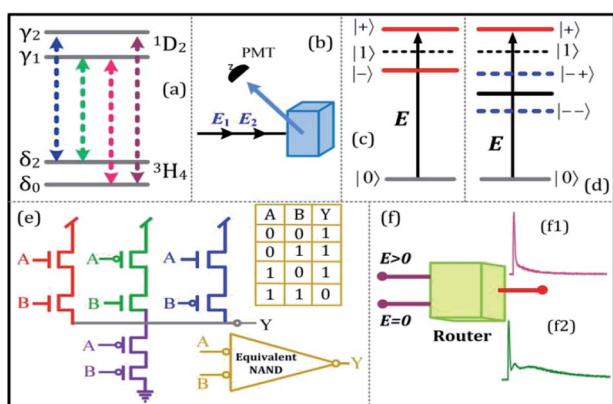 γ2
γ1
δ2
δ0
¹D₂
³H₄
(a)
(b)
PMT
E₁ E₂
(c)
|+⟩
|1⟩
|−⟩
E
|0⟩
(d)
|+⟩
|1⟩
|−+⟩
|−−⟩
E
|0⟩
(e)
A
B
A
B
A
B
A
B
Y
A B Y
0 0 1
0 1 1
1 0 1
1 1 0
A
B
Equivalent
NAND
Y
(f)
E>0
E=0
Router
(f1)
(f2)